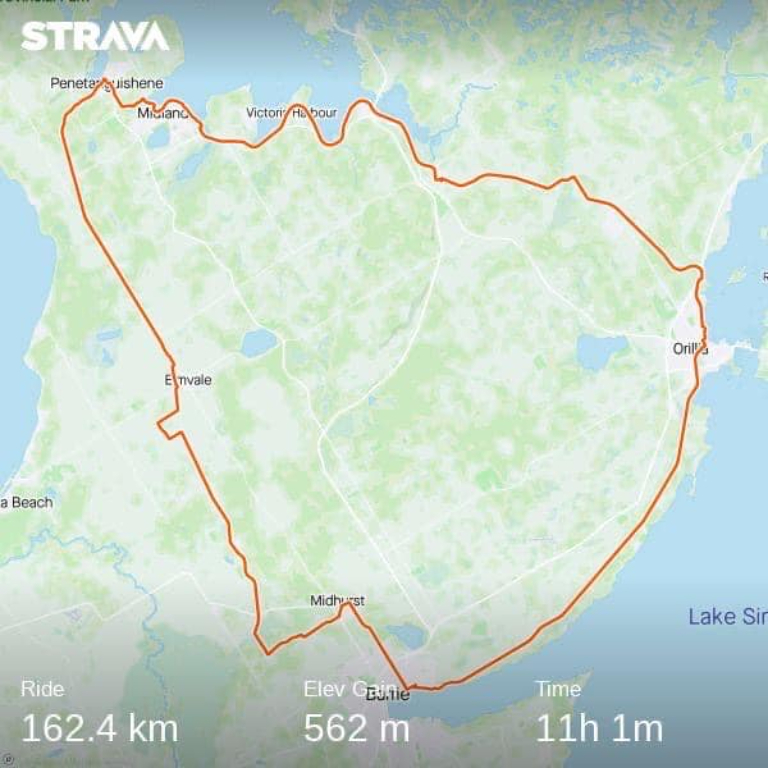 STRAVA
Penetanguishene
Midland
Victoria Harbour
Orillia
Elmvale
a Beach
Midhurst
Lake Sim
Barrie
Ride
Elev Gain
Time
162.4 km
562 m
11h 1m